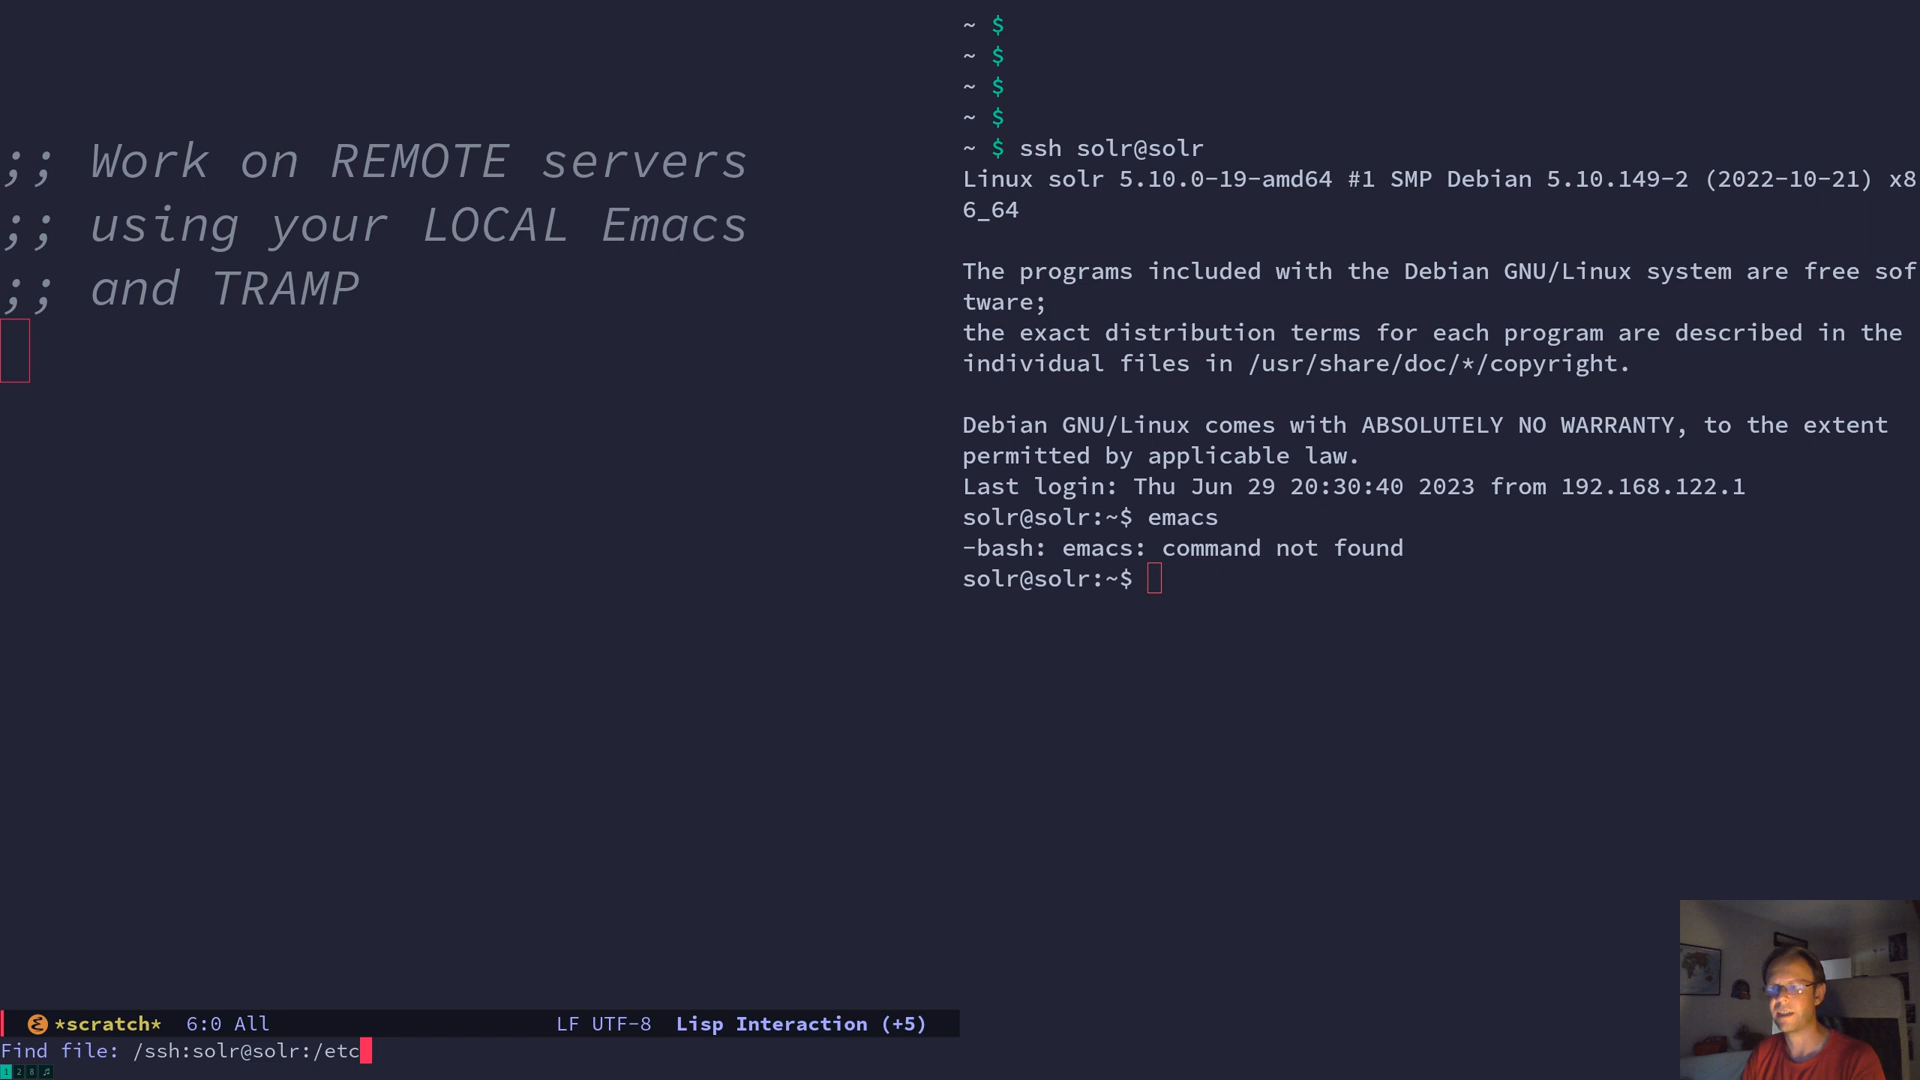 ;; Work on REMOTE servers
;; using your LOCAL Emacs
;; and TRAMP
*scratch* 6:0 All LF UTF-8 Lisp Interaction (+5)
Find file: /ssh:solr@solr:/etc
1 2 8
~ $
~ $
~ $
~ $
~ $ ssh solr@solr
Linux solr 5.10.0-19-amd64 #1 SMP Debian 5.10.149-2 (2022-10-21) x8
6_64
The programs included with the Debian GNU/Linux system are free sof
tware;
the exact distribution terms for each program are described in the
individual files in /usr/share/doc/*/copyright.
Debian GNU/Linux comes with ABSOLUTELY NO WARRANTY, to the extent
permitted by applicable law.
Last login: Thu Jun 29 20:30:40 2023 from 192.168.122.1
solr@solr:~$ emacs
-bash: emacs: command not found
solr@solr:~$